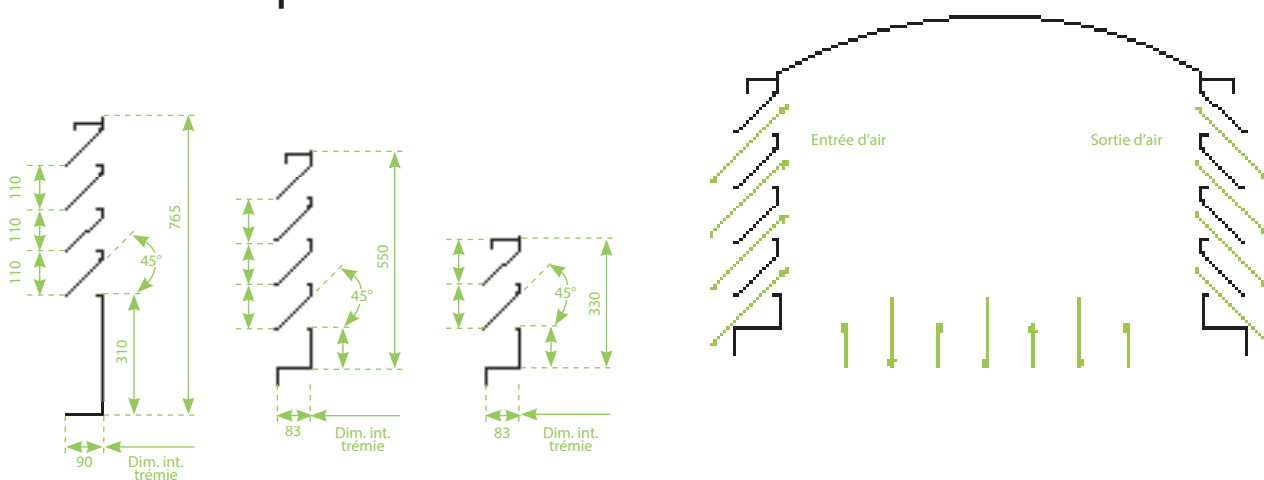 110
110
110
45°
765
310
90
Dim. int.
trémie
45°
550
83
Dim. int.
trémie
45°
330
83
Dim. int.
trémie
Entrée d’air
Sortie d’air